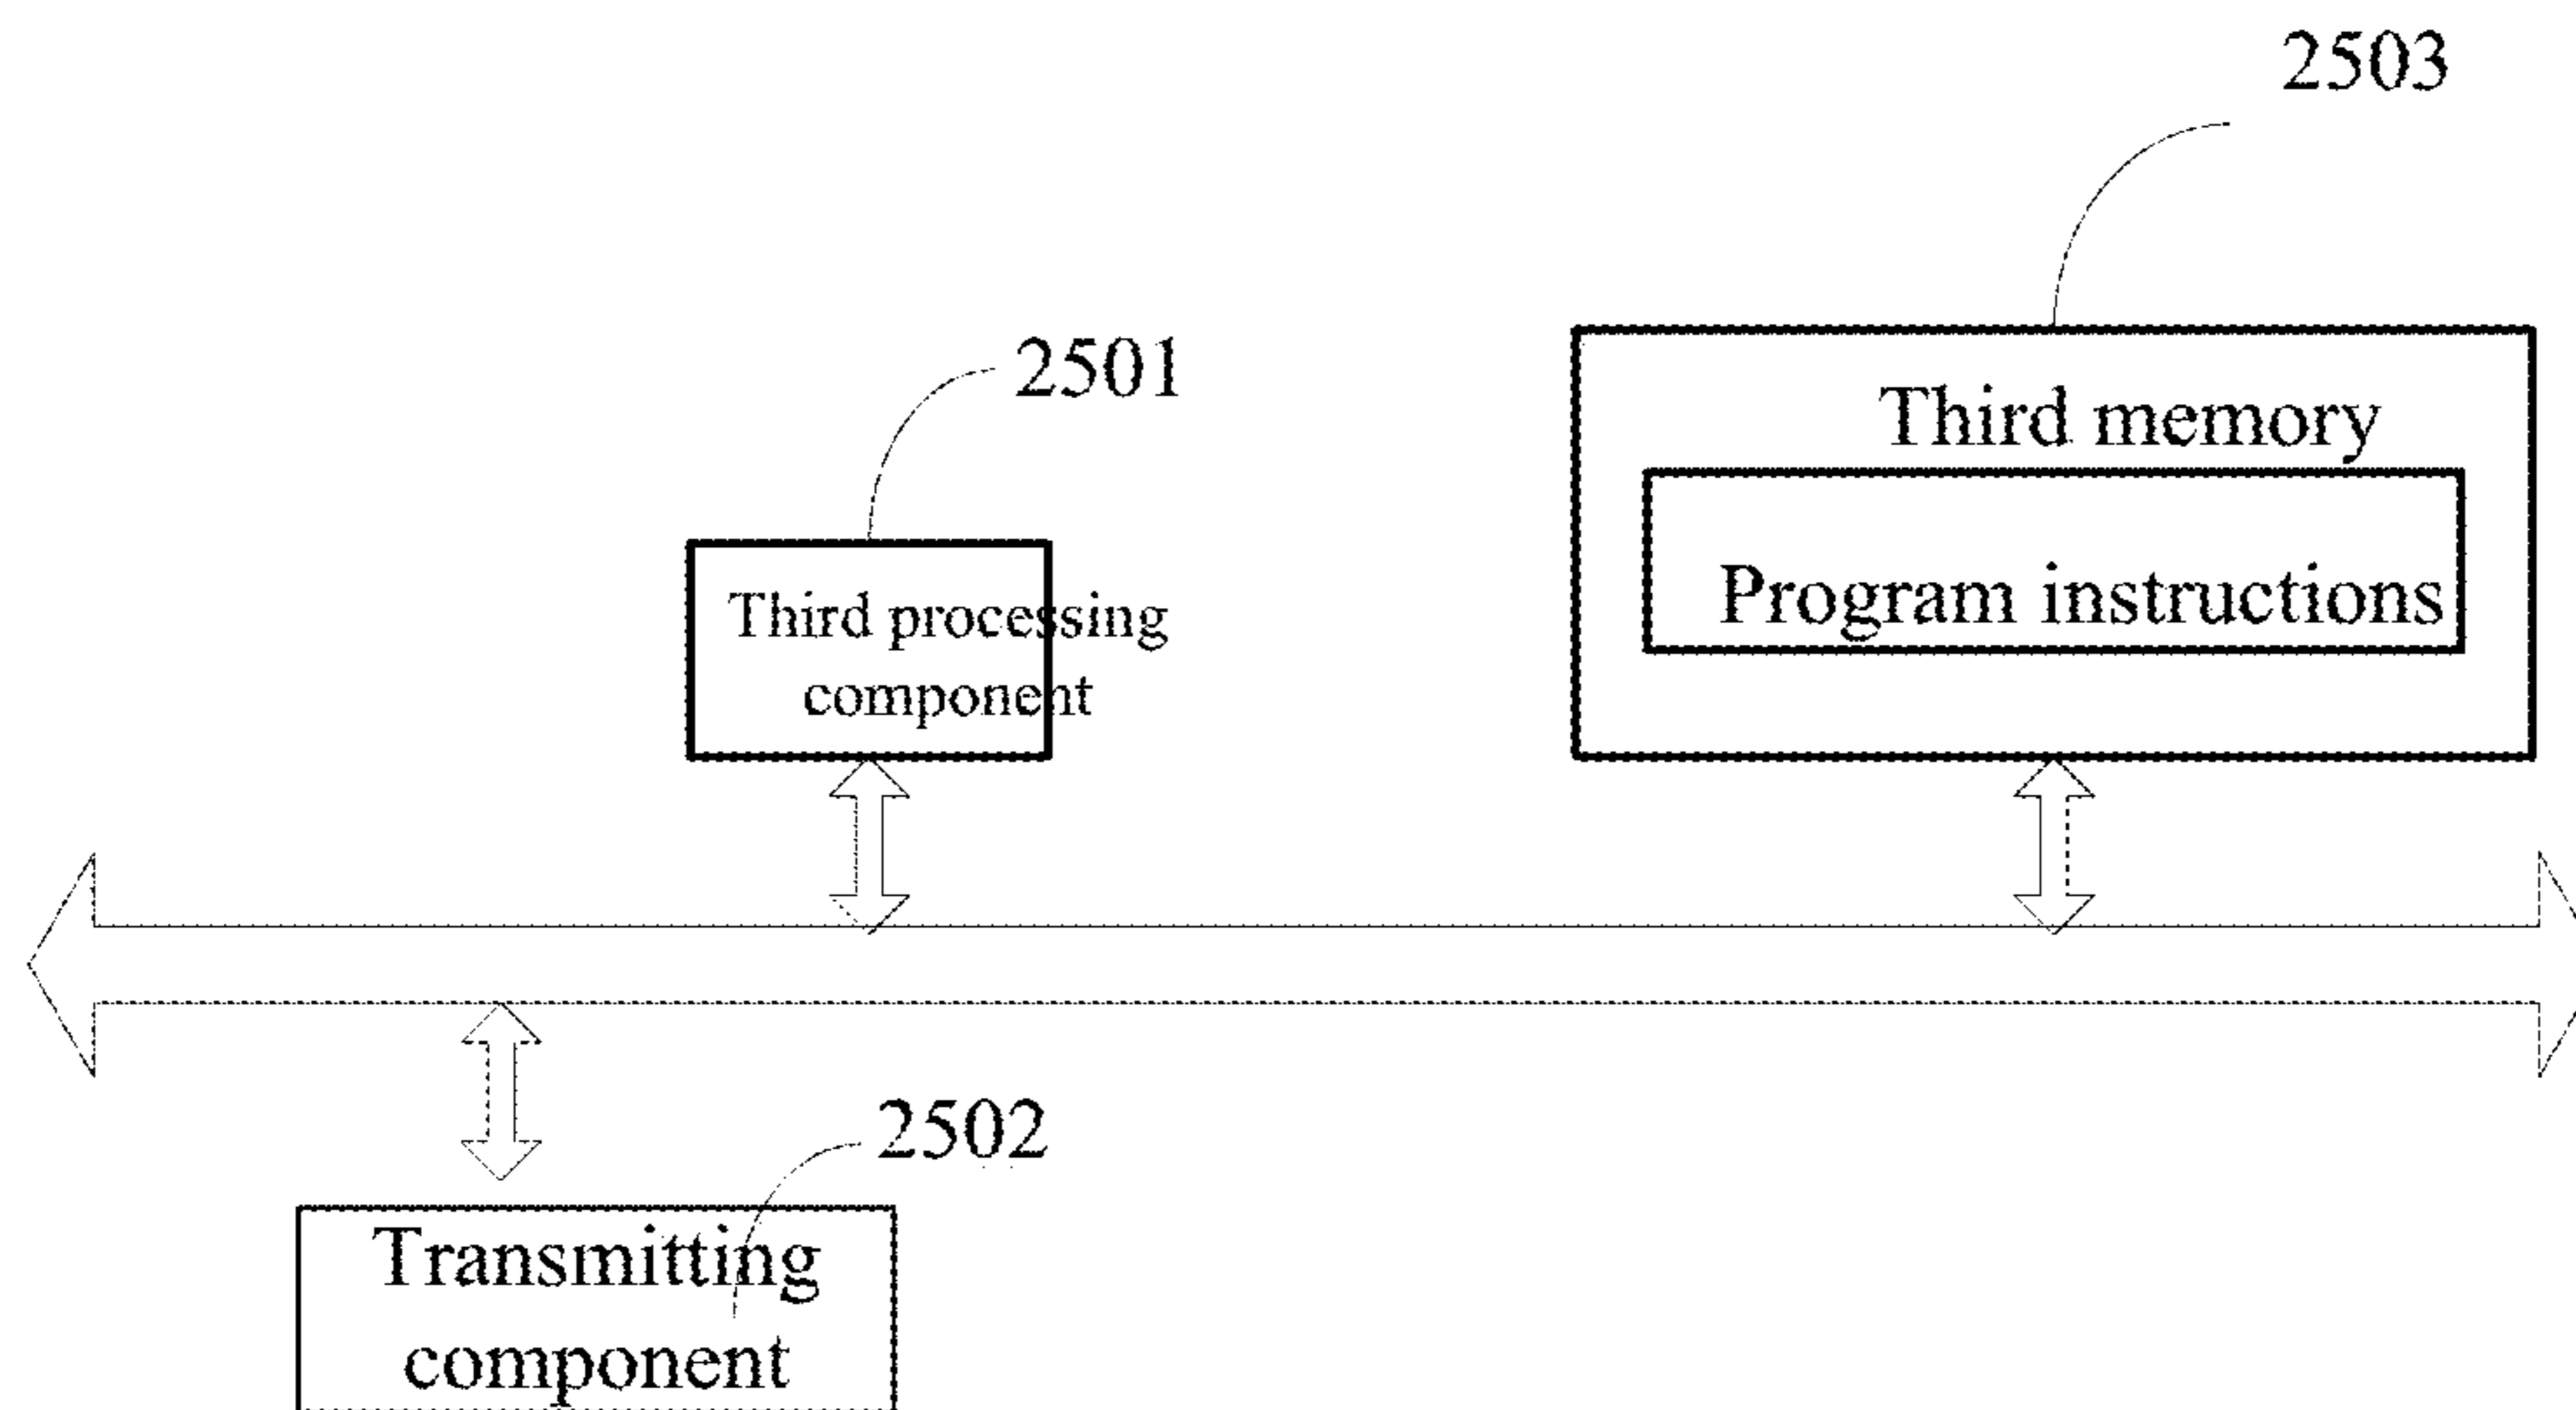 2503
2501
Third memory
Program instructions
Third processing
component
2502
Transmitting
component